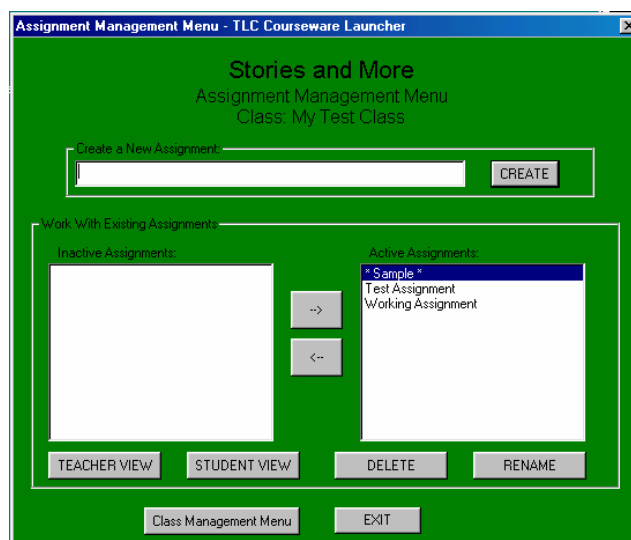 Assignment Management Menu - TLC Courseware Launcher
Stories and More
Assignment Management Menu
Class: My Test Class
Create a New Assignment:
CREATE
Work With Existing Assignments
Inactive Assignments:
Active Assignments:
* Sample *
Test Assignment
Working Assignment
-->
<--
TEACHER VIEW
STUDENT VIEW
DELETE
RENAME
Class Management Menu
EXIT